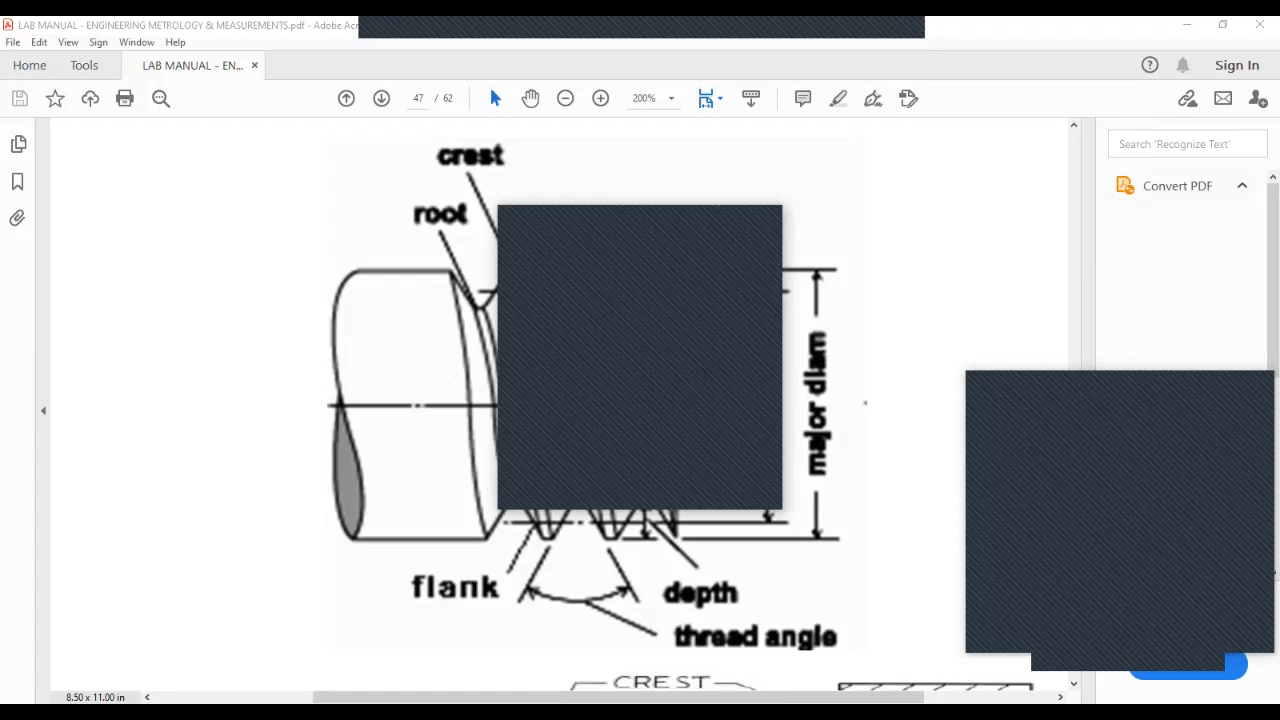 LAB MANUAL - ENGINEERING METROLOGY & MEASUREMENTS.pdf - Adobe Acr
File Edit View Sign Window Help
Home Tools LAB MANUAL - EN... × Sign In
47 / 62 200%
Search 'Recognize Text'
Convert PDF
crest
root
major diam
flank
depth
thread angle
CREST
8.50 x 11.00 in